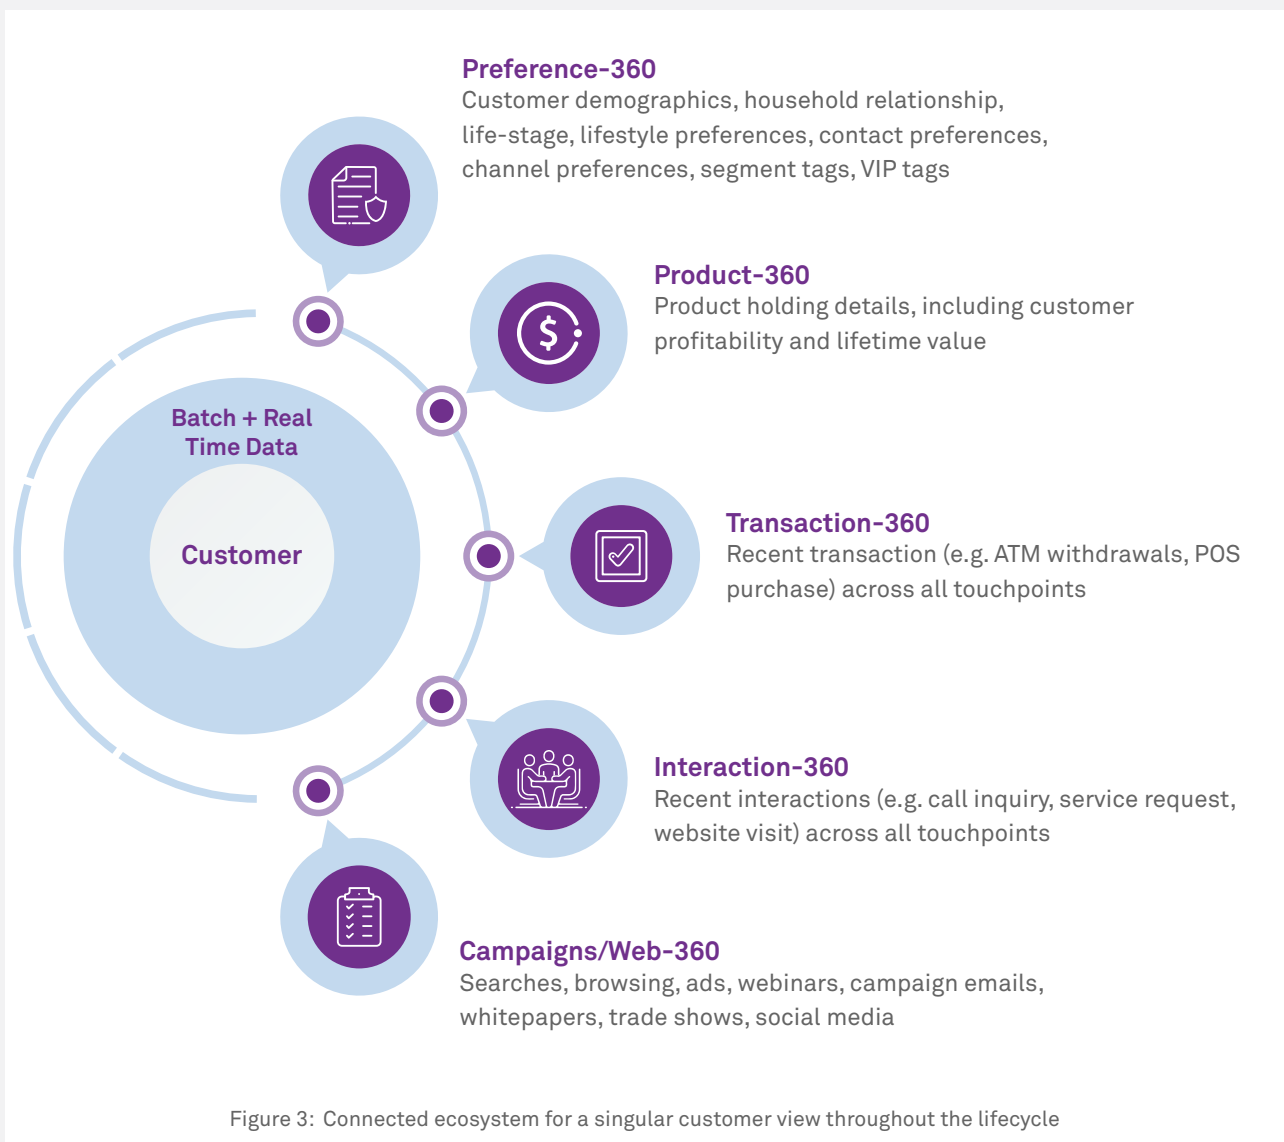 Preference-360
Customer demographics, household relationship,
life-stage, lifestyle preferences, contact preferences,
channel preferences, segment tags, VIP tags
Product-360
Product holding details, including customer
profitability and lifetime value
Batch + Real
Time Data
Customer
$
Transaction-360
Recent transaction (e.g. ATM withdrawals, POS
purchase) across all touchpoints
Interaction-360
Recent interactions (e.g. call inquiry, service request,
website visit) across all touchpoints
Campaigns/Web-360
Searches, browsing, ads, webinars, campaign emails,
whitepapers, trade shows, social media
Figure 3: Connected ecosystem for a singular customer view throughout the lifecycle